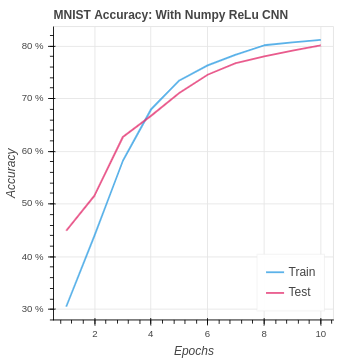 MNIST Accuracy: With Numpy ReLu CNN
80 %
70 %
60 %
50 %
40 %
30 %
Accuracy
Train
Test
2
4
6
8
10
Epochs